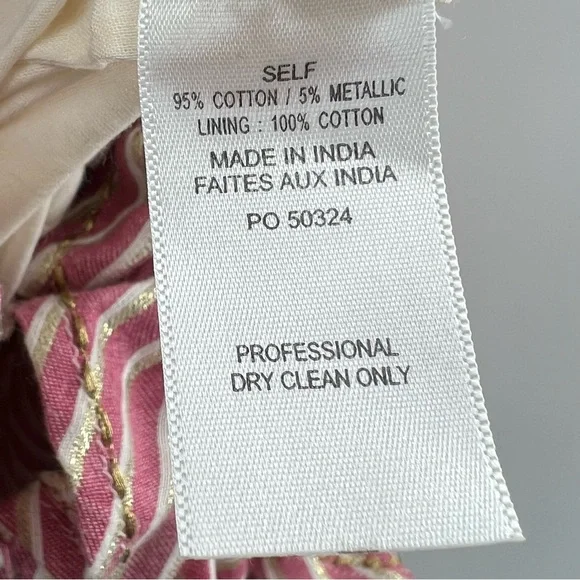 SELF
95% COTTON / 5% METALLIC
LINING : 100% COTTON
MADE IN INDIA
FAITES AUX INDIA
PO 50324
PROFESSIONAL
DRY CLEAN ONLY